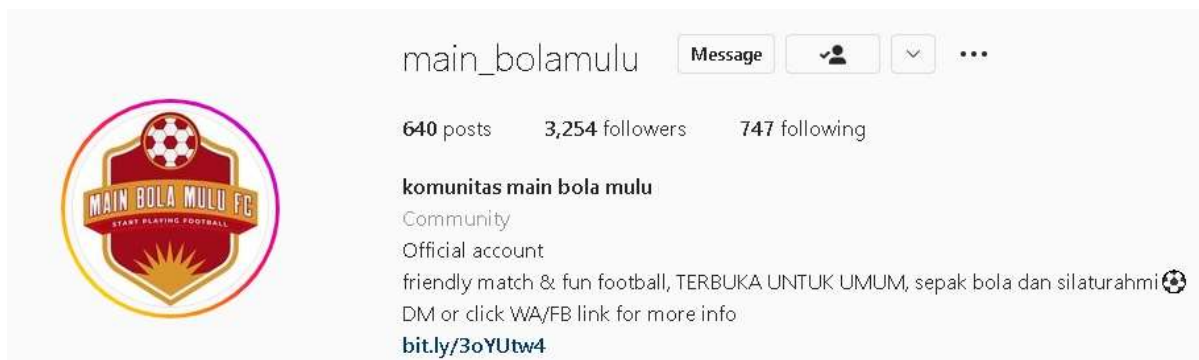 main_bolamulu Message
640 posts 3,254 followers 747 following
MAIN BOLA MULU FC
START PLAYING FOOTBALL
komunitas main bola mulu
Community
Official account
friendly match & fun football, TERBUKA UNTUK UMUM, sepak bola dan silaturahmi⚽
DM or click WA/FB link for more info
bit.ly/3oYUtw4